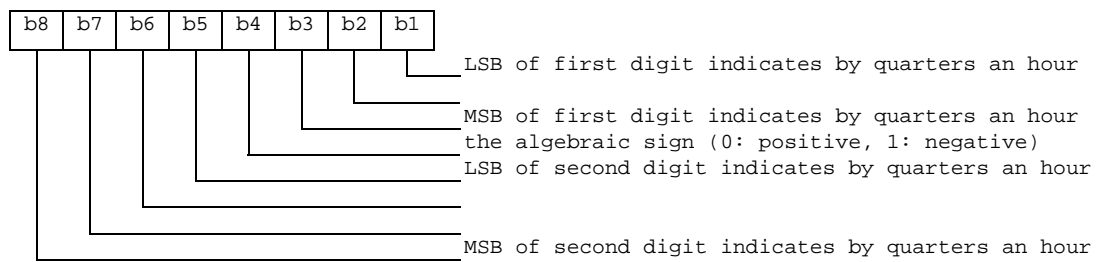 b8 b7 b6 b5 b4 b3 b2 b1
LSB of first digit indicates by quarters an hour
MSB of first digit indicates by quarters an hour
the algebraic sign (0: positive, 1: negative)
LSB of second digit indicates by quarters an hour
MSB of second digit indicates by quarters an hour